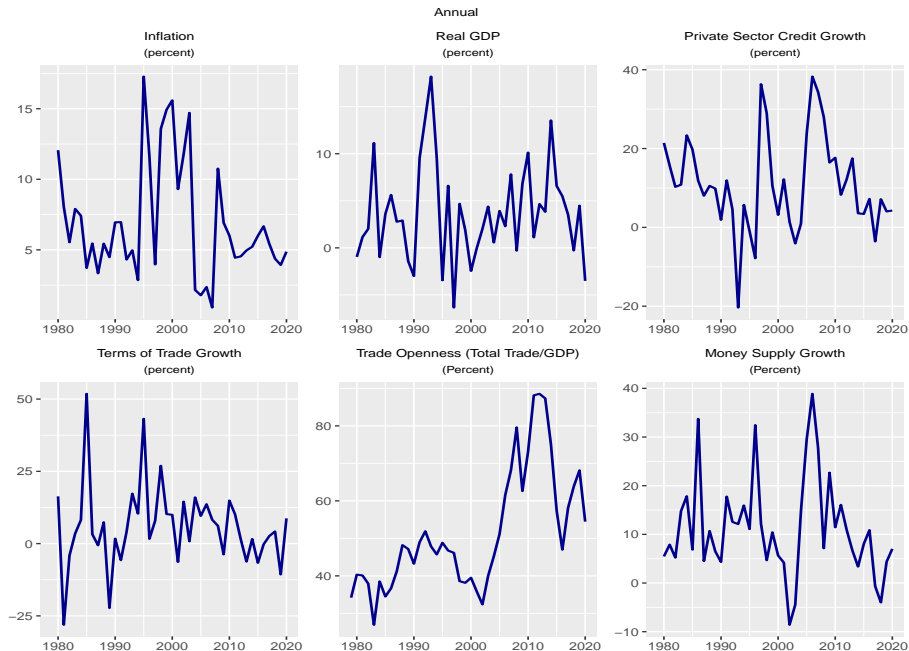 Annual
Inflation
(percent)
15
10
5
1980 1990 2000 2010 2020
Real GDP
(percent)
10
0
1980 1990 2000 2010 2020
Private Sector Credit Growth
(percent)
40
20
0
−20
1980 1990 2000 2010 2020
Terms of Trade Growth
(percent)
50
25
0
−25
1980 1990 2000 2010 2020
Trade Openness (Total Trade/GDP)
(Percent)
80
60
40
1980 1990 2000 2010 2020
Money Supply Growth
(Percent)
40
30
20
10
0
−10
1980 1990 2000 2010 2020